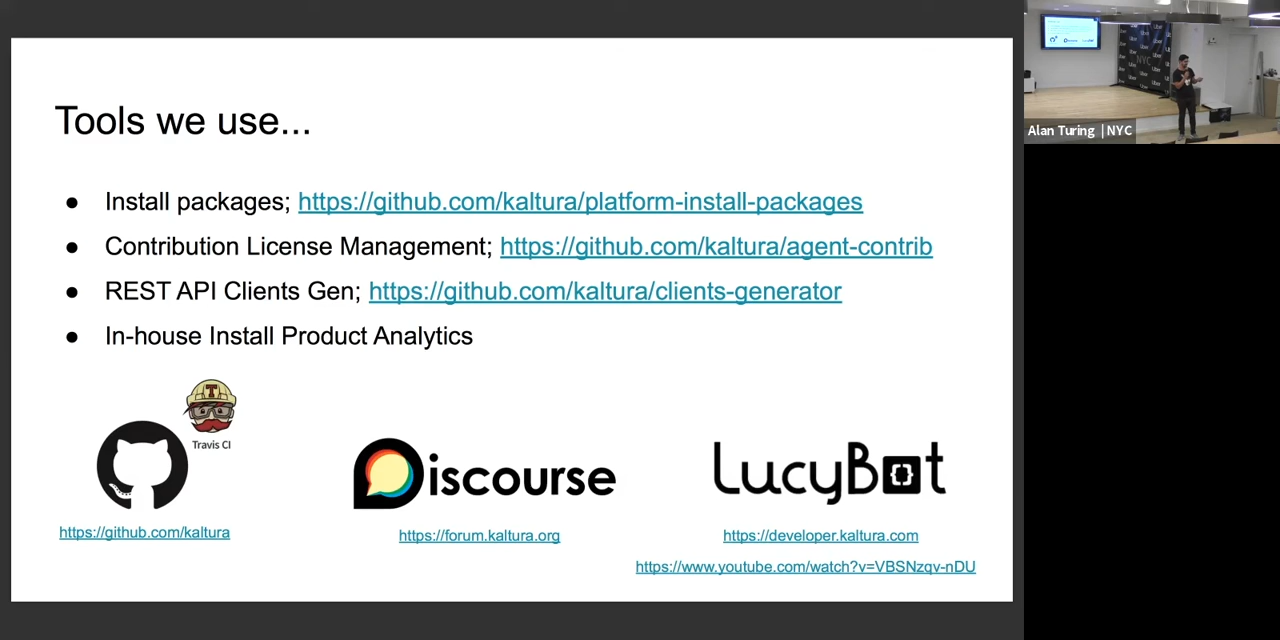 Tools we use...
● Install packages; https://github.com/kaltura/platform-install-packages
● Contribution License Management; https://github.com/kaltura/agent-contrib
● REST API Clients Gen; https://github.com/kaltura/clients-generator
● In-house Install Product Analytics
T
Travis CI
Discourse
LucyBot
https://github.com/kaltura
https://forum.kaltura.org
https://developer.kaltura.com
https://www.youtube.com/watch?v=VBSNzqv-nDU
NYC
Uber
Alan Turing | NYC